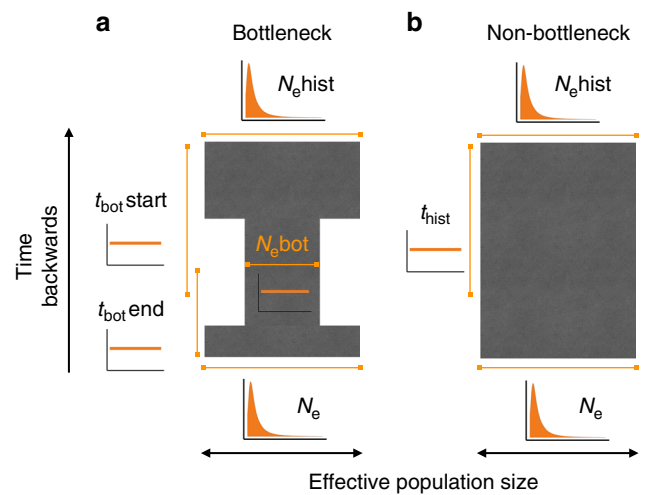 a
Bottleneck
b
Non-bottleneck
Nehist
Nehist
Time
backwards
tbot start
tbot end
Nebot
thist
Ne
Ne
Effective population size